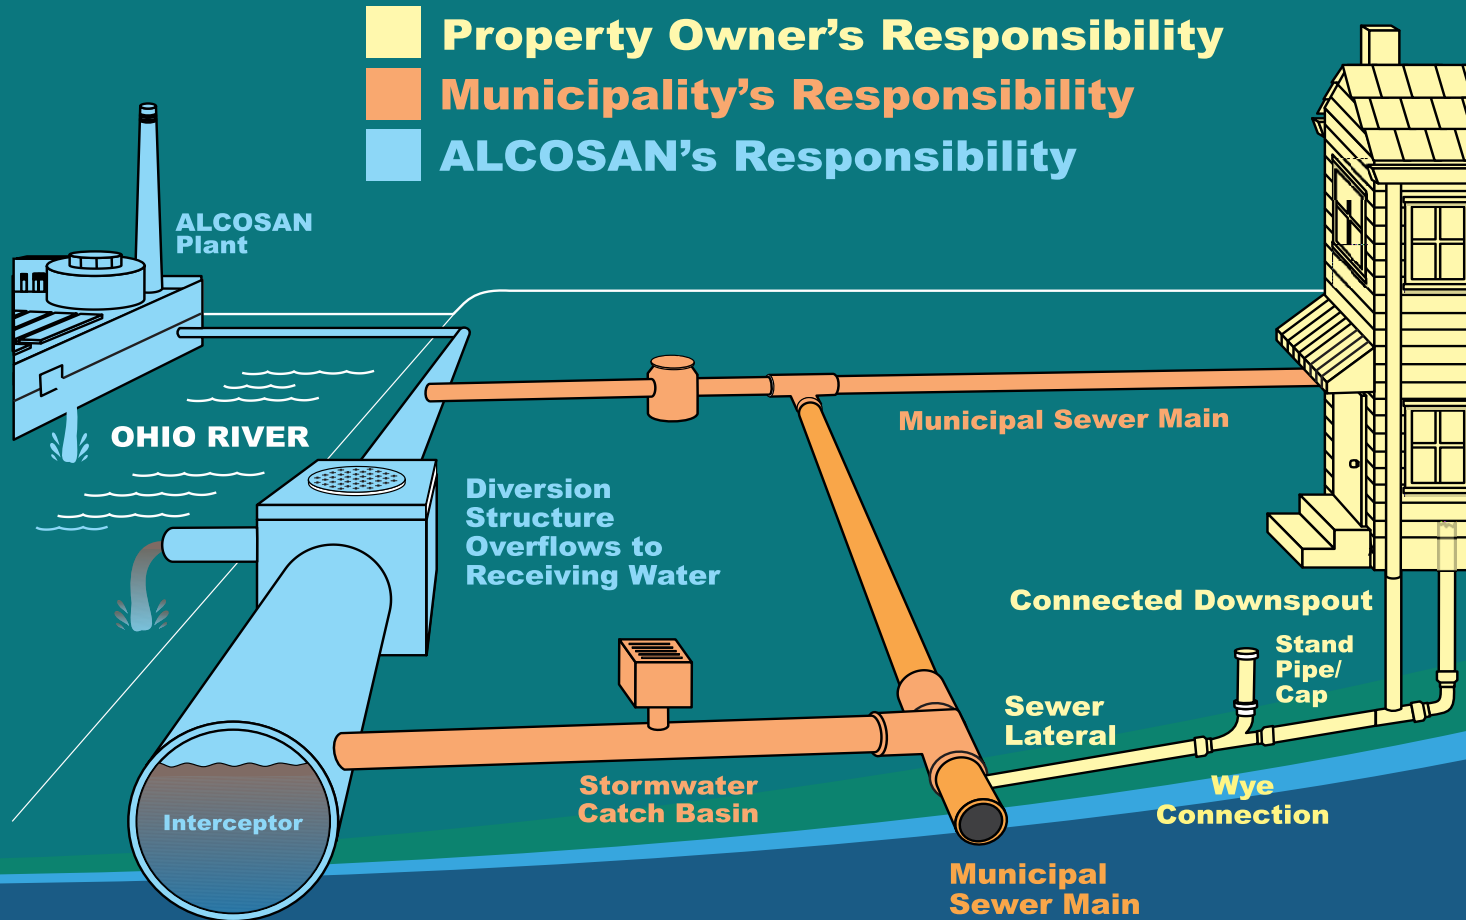 Property Owner's Responsibility
Municipality's Responsibility
ALCOSAN's Responsibility
ALCOSAN
Plant
OHIO RIVER
Municipal Sewer Main
Diversion
Structure
Overflows to
Receiving Water
Connected Downspout
Stand
Pipe/
Cap
Sewer
Lateral
Stormwater
Catch Basin
Wye
Connection
Interceptor
Municipal
Sewer Main